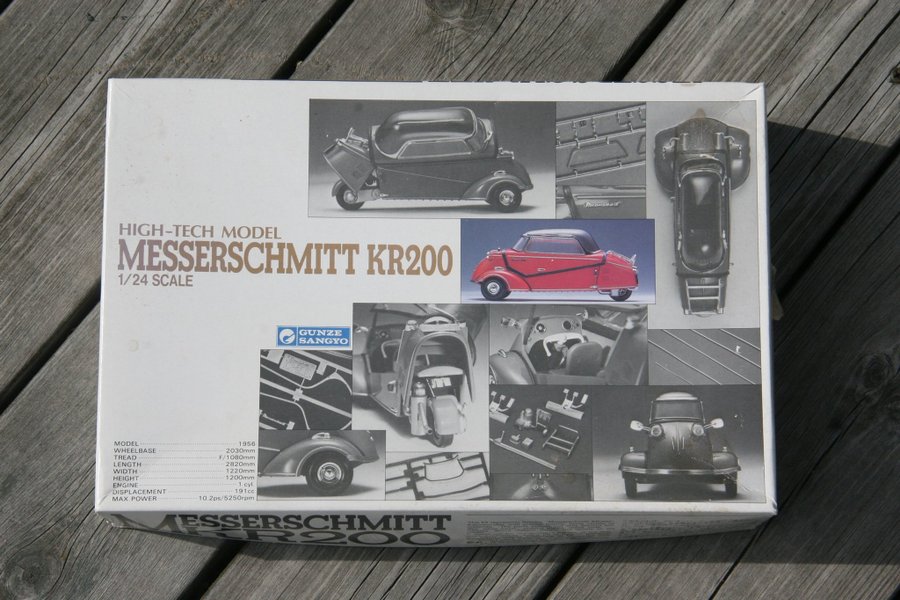 HIGH-TECH MODEL
MESSERSCHMITT KR200
1/24 SCALE
GUNZE
SANGYO
MODEL 1956
WHEELBASE 2030mm
TREAD F/1080mm
LENGTH 2820mm
WIDTH 1220mm
HEIGHT 1200mm
ENGINE 1 cyl.
DISPLACEMENT 191cc
MAX.POWER 10.2ps/5250rpm
MESSERSCHMITT
KR200